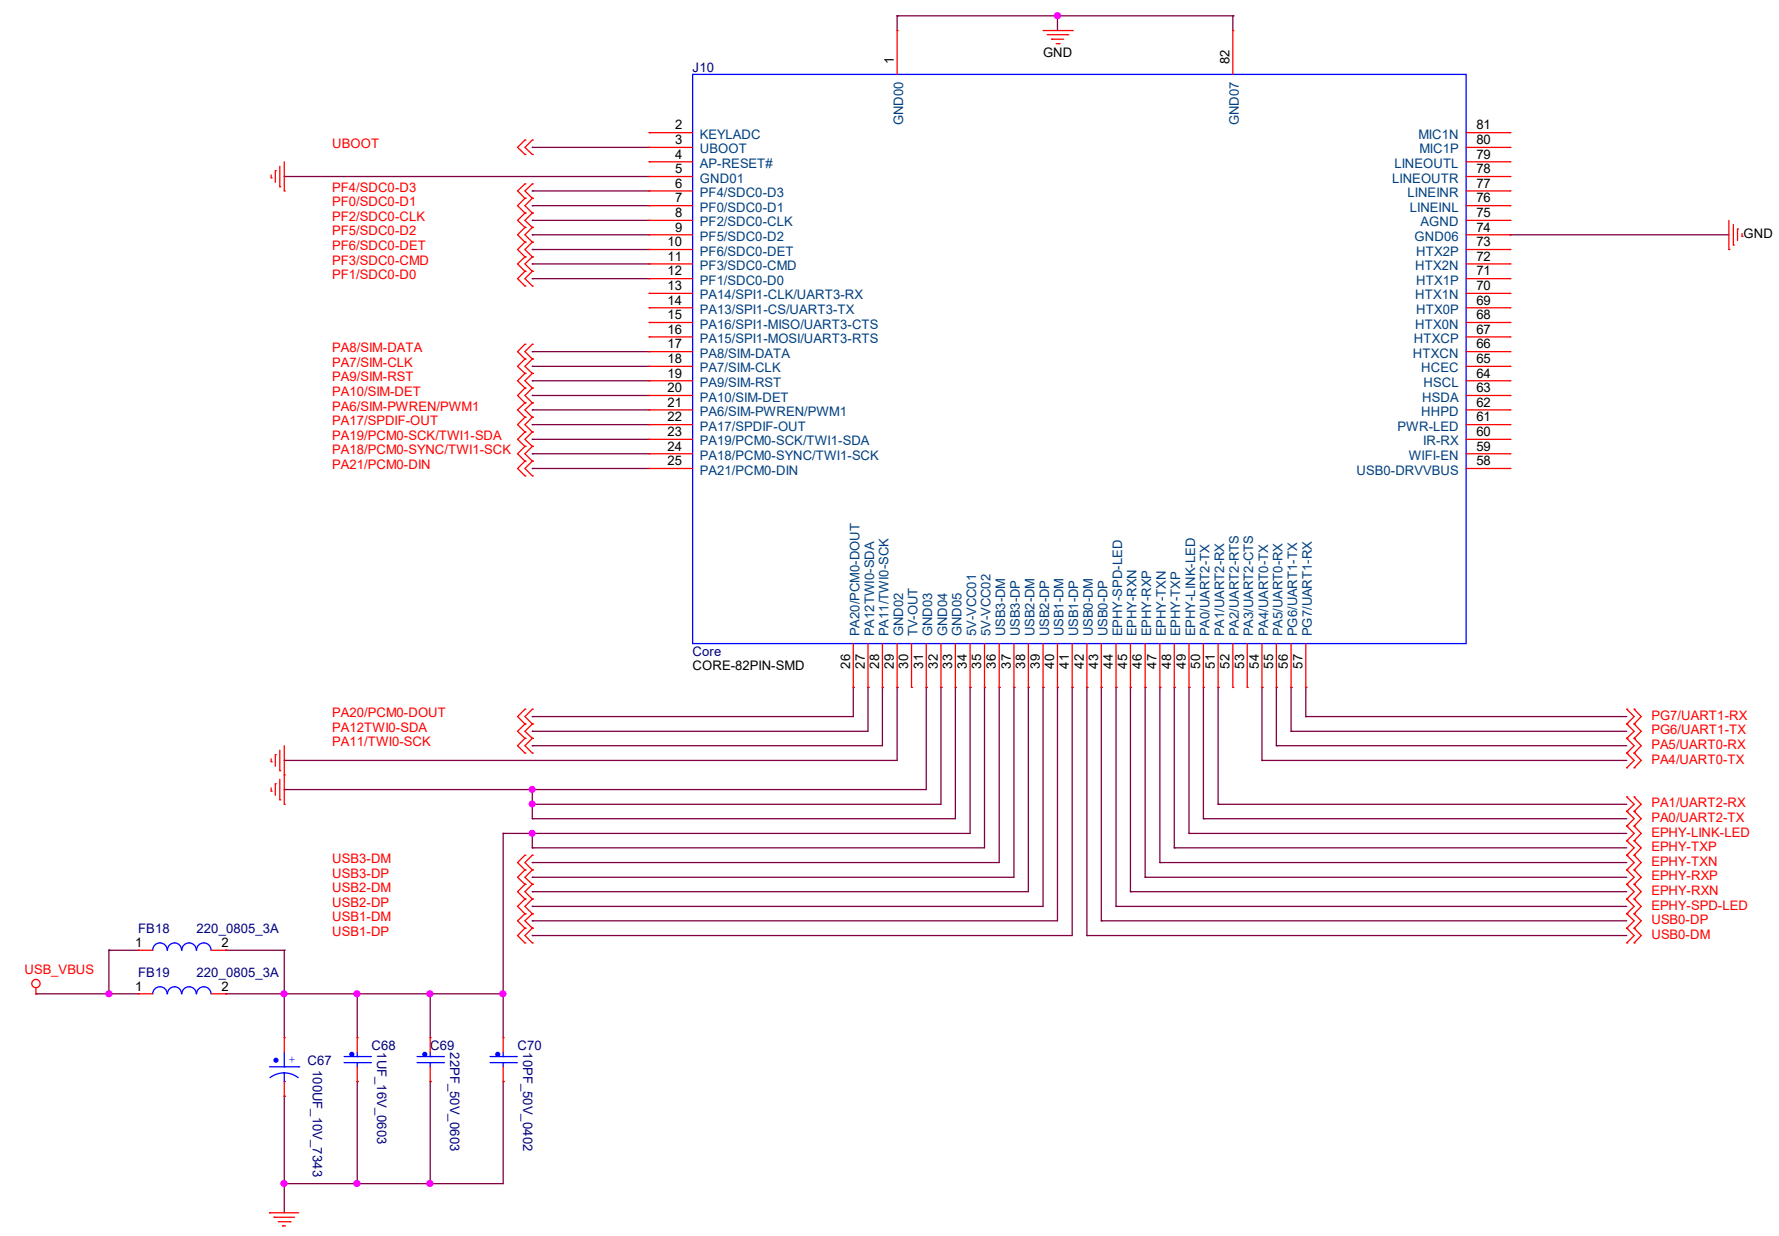 GND
1
82
J10
GND00
GND07
UBOOT
PF4/SDC0-D3
PF0/SDC0-D1
PF2/SDC0-CLK
PF5/SDC0-D2
PF6/SDC0-DET
PF3/SDC0-CMD
PF1/SDC0-D0
PA8/SIM-DATA
PA7/SIM-CLK
PA9/SIM-RST
PA10/SIM-DET
PA6/SIM-PWREN/PWM1
PA17/SPDIF-OUT
PA19/PCM0-SCK/TWI1-SDA
PA18/PCM0-SYNC/TWI1-SCK
PA21/PCM0-DIN
2 KEYLADC
3 UBOOT
4 AP-RESET#
5 GND01
6 PF4/SDC0-D3
7 PF0/SDC0-D1
8 PF2/SDC0-CLK
9 PF5/SDC0-D2
10 PF6/SDC0-DET
11 PF3/SDC0-CMD
12 PF1/SDC0-D0
13 PA14/SPI1-CLK/UART3-RX
14 PA13/SPI1-CS/UART3-TX
15 PA16/SPI1-MISO/UART3-CTS
16 PA15/SPI1-MOSI/UART3-RTS
17 PA8/SIM-DATA
18 PA7/SIM-CLK
19 PA9/SIM-RST
20 PA10/SIM-DET
21 PA6/SIM-PWREN/PWM1
22 PA17/SPDIF-OUT
23 PA19/PCM0-SCK/TWI1-SDA
24 PA18/PCM0-SYNC/TWI1-SCK
25 PA21/PCM0-DIN
MIC1N 81
MIC1P 80
LINEOUTL 79
LINEOUTR 78
LINEINR 77
LINEINL 76
AGND 75
GND06 74
HTX2P 73
HTX2N 72
HTX1P 71
HTX1N 70
HTX0P 69
HTX0N 68
HTXCP 67
HTXCN 66
HCEC 65
HSCL 64
HSDA 63
HHPD 62
PWR-LED 61
IR-RX 60
WIFI-EN 59
USB0-DRVVBUS 58
GND
PA20/PCM0-DOUT 26
PA12TWI0-SDA 27
PA11/TWI0-SCK 28
GND02 29
TV-OUT 30
GND03 31
GND04 32
GND05 33
5V-VCC01 34
5V-VCC02 35
USB3-DM 36
USB3-DP 37
USB2-DM 38
USB2-DP 39
USB1-DM 40
USB1-DP 41
USB0-DM 42
USB0-DP 43
EPHY-SPD-LED 44
EPHY-RXN 45
EPHY-RXP 46
EPHY-TXN 47
EPHY-TXP 48
EPHY-LINK-LED 49
PA0/UART2-TX 50
PA1/UART2-RX 51
PA2/UART2-RTS 52
PA3/UART2-CTS 53
PA4/UART0-TX 54
PA5/UART0-RX 55
PG6/UART1-TX 56
PG7/UART1-RX 57
Core
CORE-82PIN-SMD
PA20/PCM0-DOUT
PA12TWI0-SDA
PA11/TWI0-SCK
USB3-DM
USB3-DP
USB2-DM
USB2-DP
USB1-DM
USB1-DP
PG7/UART1-RX
PG6/UART1-TX
PA5/UART0-RX
PA4/UART0-TX
PA1/UART2-RX
PA0/UART2-TX
EPHY-LINK-LED
EPHY-TXP
EPHY-TXN
EPHY-RXP
EPHY-RXN
EPHY-SPD-LED
USB0-DP
USB0-DM
FB18 220_0805_3A
1 2
USB_VBUS
FB19 220_0805_3A
1 2
+
C67
100UF_10V_7343
C68
1UF_16V_0603
C69
22PF_50V_0603
C70
10PF_50V_0402